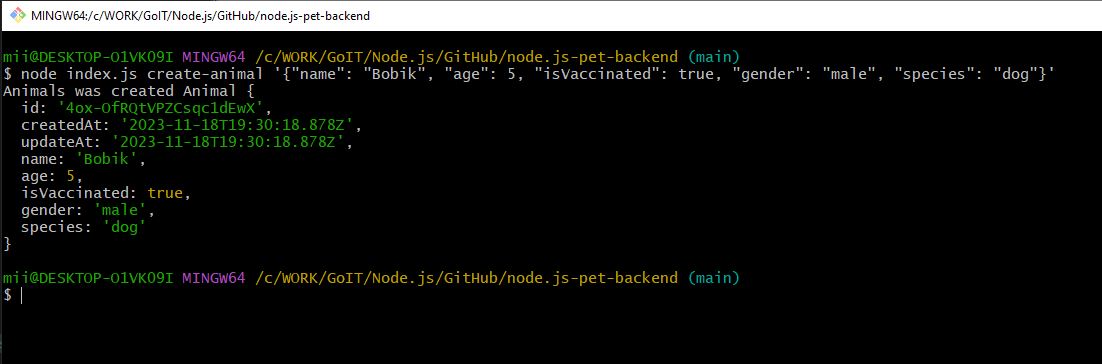 MINGW64:/c/WORK/GoIT/Node.js/GitHub/node.js-pet-backend
mii@DESKTOP-O1VKO9I MINGW64 /c/WORK/GoIT/Node.js/GitHub/node.js-pet-backend (main)
$ node index.js create-animal '{"name": "Bobik", "age": 5, "isVaccinated": true, "gender": "male", "species": "dog"}'
Animals was created Animal {
  id: '4ox-OfRQtVPZCsqc1dEwX',
  createdAt: '2023-11-18T19:30:18.878Z',
  updateAt: '2023-11-18T19:30:18.878Z',
  name: 'Bobik',
  age: 5,
  isVaccinated: true,
  gender: 'male',
  species: 'dog'
}
mii@DESKTOP-O1VKO9I MINGW64 /c/WORK/GoIT/Node.js/GitHub/node.js-pet-backend (main)
$